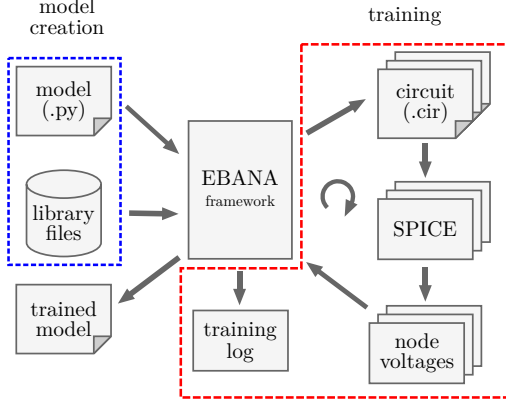 model
creation
training
model
(.py)
circuit
(.cir)
EBANA
framework
library
files
SPICE
trained
model
training
log
node
voltages